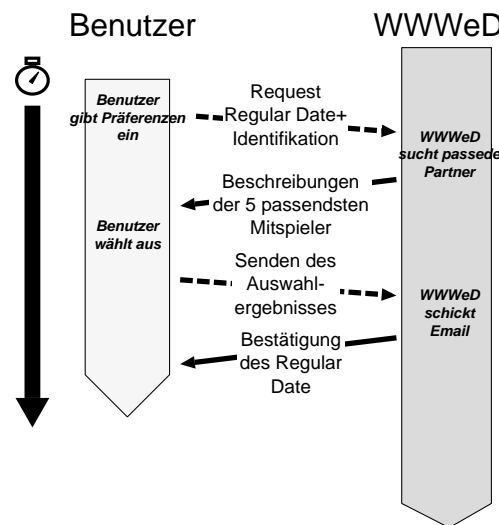 Benutzer
WWWeD
Benutzer
gibt Präferenzen
ein
Request
Regular Date+
Identifikation
WWWeD
sucht passede
Partner
Beschreibungen
der 5 passendsten
Mitspieler
Benutzer
wählt aus
Senden des
Auswahl-
ergebnisses
WWWeD
schickt
Email
Bestätigung
des Regular
Date